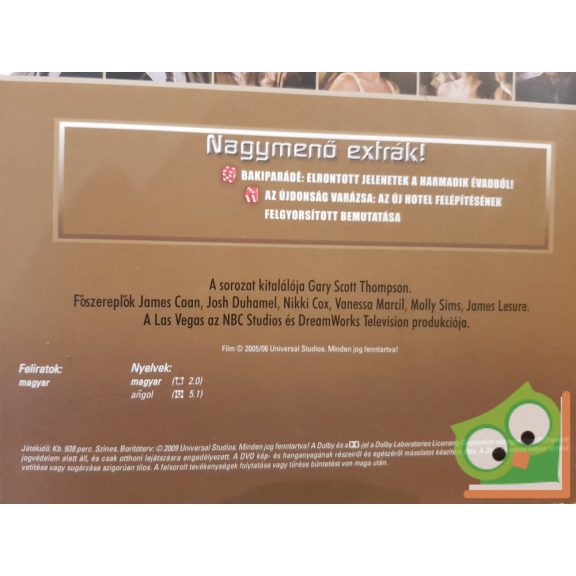 Nagymenő extrák!
BAKIPARÁDÉ: ELRONTOTT JELENETEK A HARMADIK ÉVADBÓL!
AZ ÚJDONSÁG VARÁZSA: AZ ÚJ HOTEL FELÉPÍTÉSÉNEK
FELGYORSÍTOTT BEMUTATÁSA
A sorozat kitalálója Gary Scott Thompson.
Főszereplők James Caan, Josh Duhamel, Nikki Cox, Vanessa Marcil, Molly Sims, James Lesure.
A Las Vegas az NBC Studios és DreamWorks Television produkciója.
Film © 2005/06 Universal Studios. Minden jog fenntartva!
Feliratok:
magyar
Nyelvek:
magyar ( 2.0)
angol ( 5.1)
Játékidő: Kb. 938 perc. Színes. Borítóterv: © 2009 Universal Studios. Minden jog fenntartva! A Dolby és a -jel a Dolby Laboratories Licensing
jogvédelem alatt áll, és csak otthoni lejátszásra engedélyezett. A DVD kép- és hanganyagának részeiről és egészéről másolatot készíteni
vetítése vagy sugárzása szigorúan tilos. A felsorolt tevékenységek folytatása vagy tűrése büntetést von maga után.